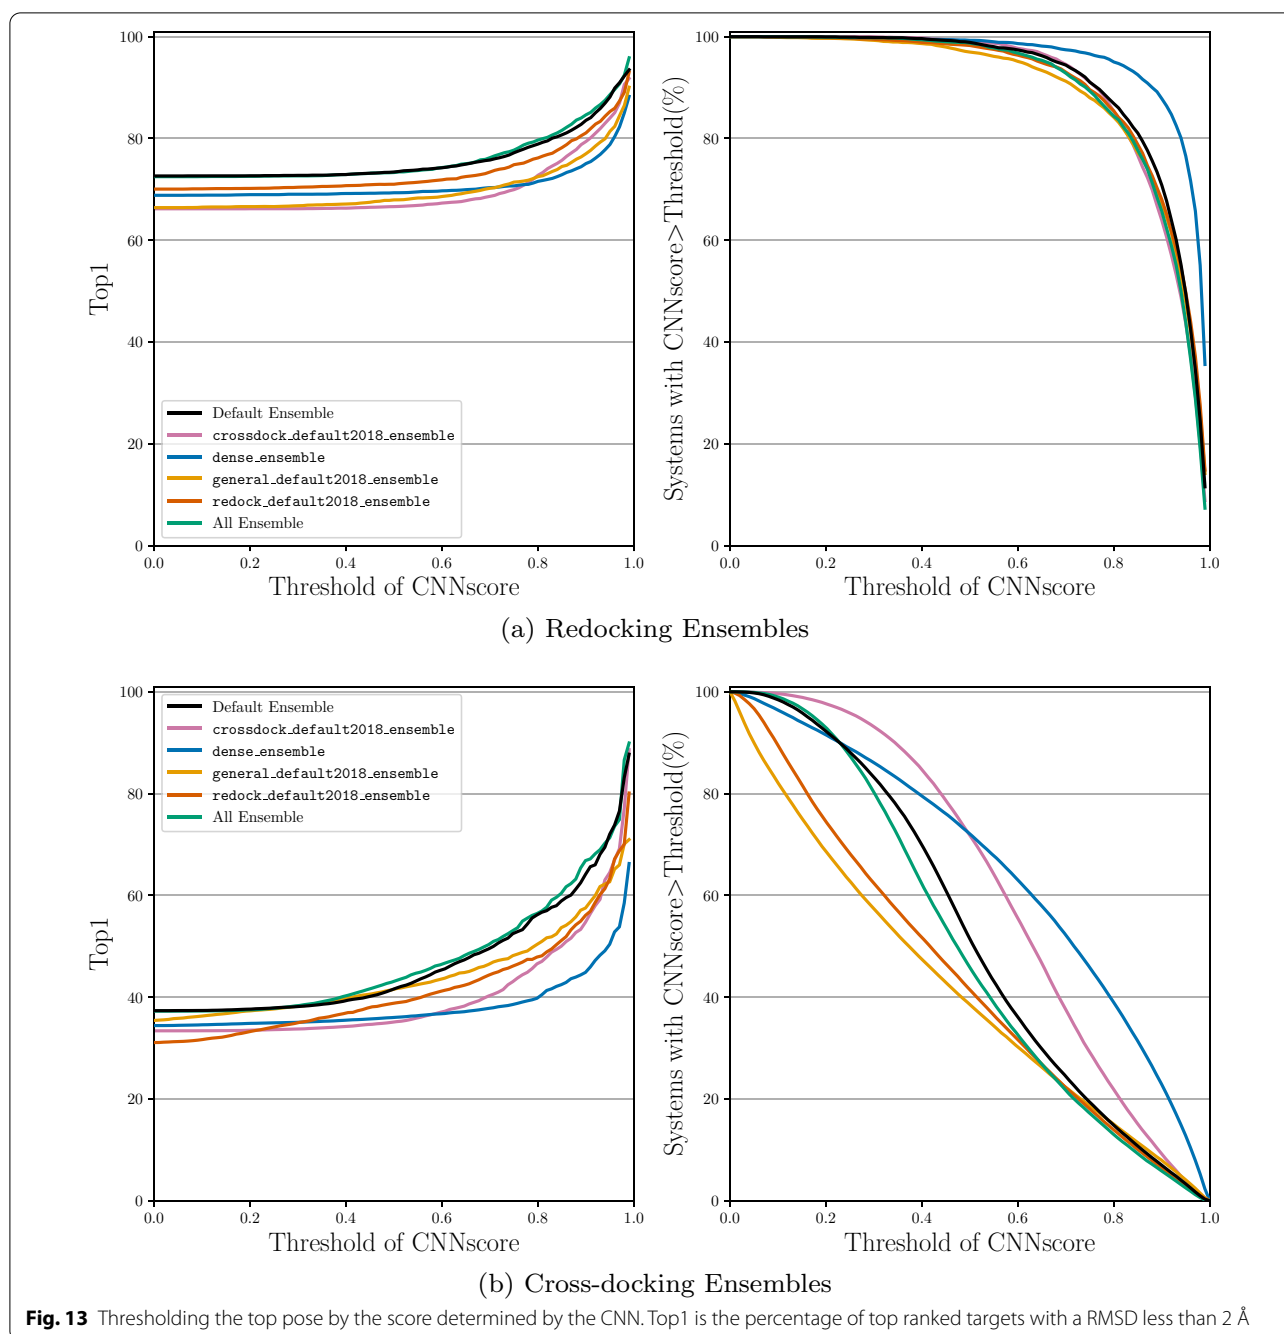 100
80
60
40
20
0
Top1
Default Ensemble
crossdock_default2018_ensemble
dense_ensemble
general_default2018_ensemble
redock_default2018_ensemble
All Ensemble
0.0 0.2 0.4 0.6 0.8 1.0
Threshold of CNNscore
100
80
60
40
20
0
Systems with CNNscore>Threshold(%)
0.0 0.2 0.4 0.6 0.8 1.0
Threshold of CNNscore
(a) Redocking Ensembles
100
80
60
40
20
0
Top1
Default Ensemble
crossdock_default2018_ensemble
dense_ensemble
general_default2018_ensemble
redock_default2018_ensemble
All Ensemble
0.0 0.2 0.4 0.6 0.8 1.0
Threshold of CNNscore
100
80
60
40
20
0
Systems with CNNscore>Threshold(%)
0.0 0.2 0.4 0.6 0.8 1.0
Threshold of CNNscore
(b) Cross-docking Ensembles
Fig. 13 Thresholding the top pose by the score determined by the CNN. Top1 is the percentage of top ranked targets with a RMSD less than 2 Å